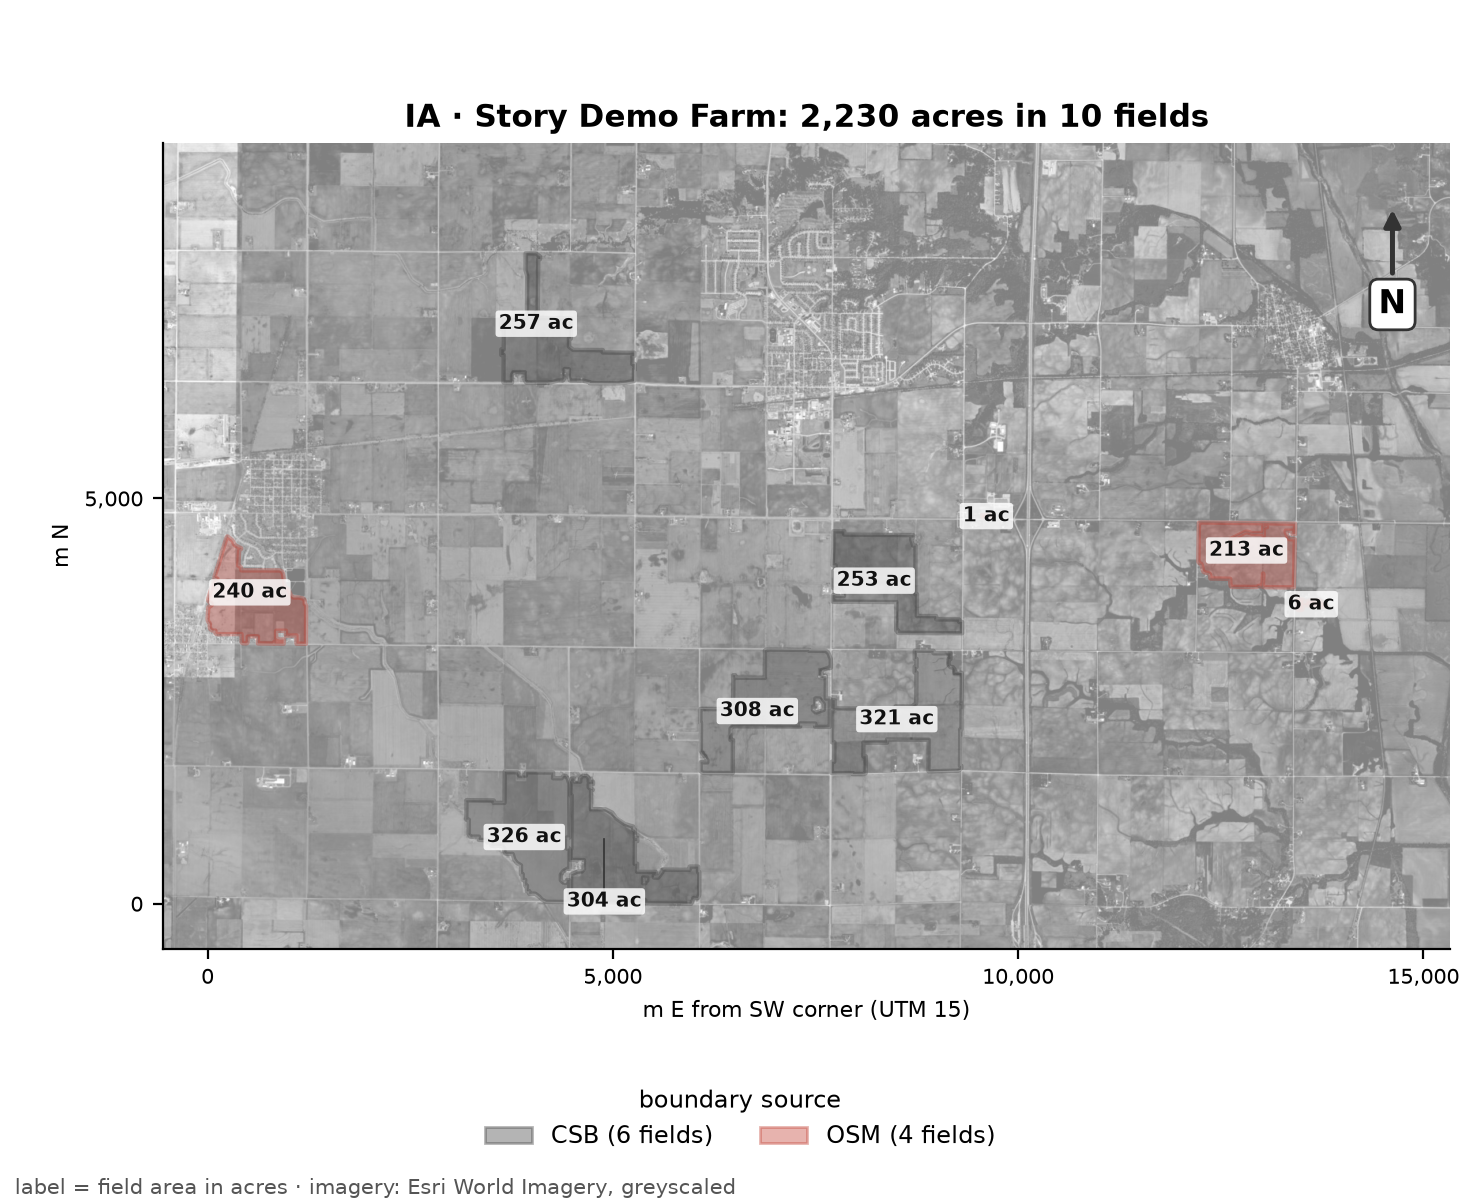 IA · Story Demo Farm: 2,230 acres in 10 fields
N
257 ac
5,000
m N
1 ac
213 ac
253 ac
240 ac
6 ac
308 ac
321 ac
326 ac
304 ac
0
0
5,000
10,000
15,000
m E from SW corner (UTM 15)
boundary source
CSB (6 fields)
OSM (4 fields)
label = field area in acres · imagery: Esri World Imagery, greyscaled